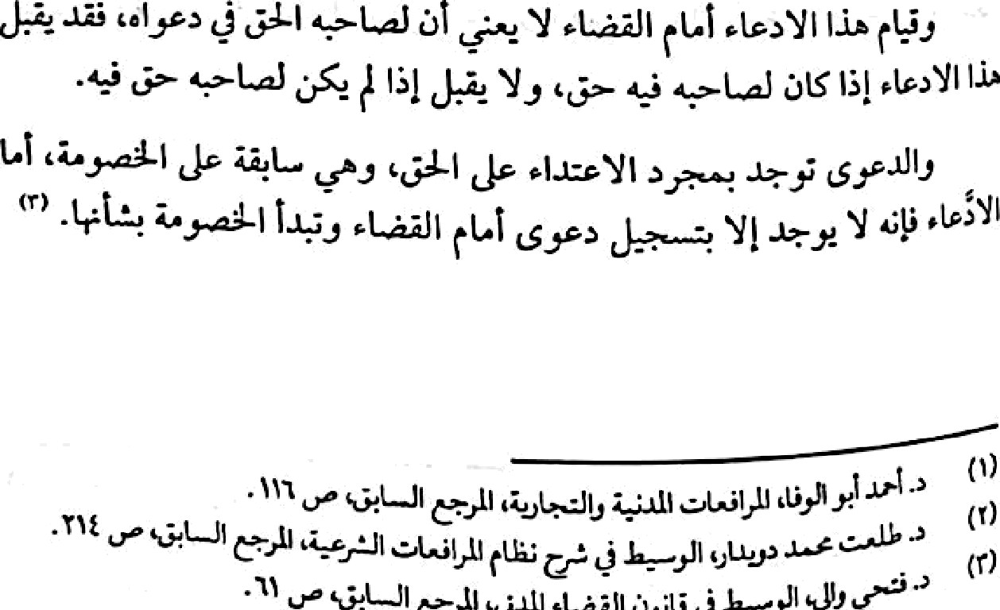 وقيام هذا الادعاء أمام القضاء لا يعني أن لصاحبه الحق في دعواه، فقد يقبل
هذا الادعاء إذا كان لصاحبه فيه حق، ولا يقبل إذا لم يكن لصاحبه حق فيه.
والدعوى توجد بمجرد الاعتداء على الحق، وهي سابقة على الخصومة، أما
الادِّعاء فإنه لا يوجد إلا بتسجيل دعوى أمام القضاء وتبدأ الخصومة بشأنها. (٣)
(١) د. أحمد أبو الوفا، المرافعات المدنية والتجارية، المرجع السابق، ص ١١٦.
(٢) د. طلعت محمد دويدار، الوسيط في شرح نظام المرافعات الشرعية، المرجع السابق، ص ٢١٤.
(٣) د. فتحي والي، الوسيط في قانون القضاء المدني، المرجع السابق، ص ٦١.